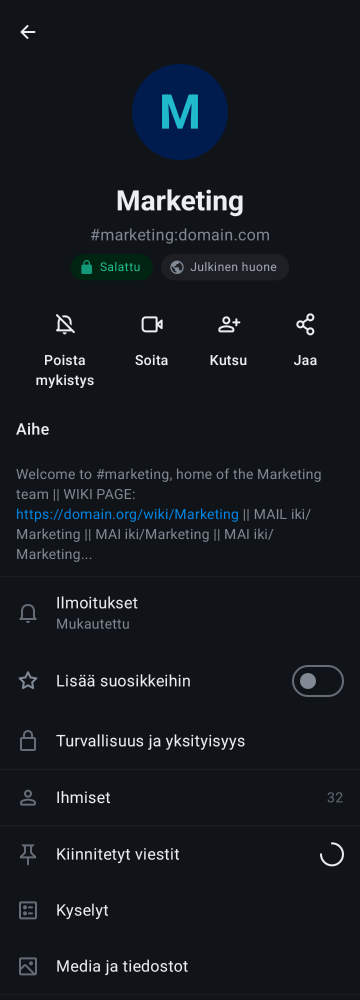 M
Marketing
#marketing:domain.com
Salattu
Julkinen huone
Poista
mykistys
Soita
Kutsu
Jaa
Aihe
Welcome to #marketing, home of the Marketing
team || WIKI PAGE:
https://domain.org/wiki/Marketing || MAIL iki/
Marketing || MAI iki/Marketing || MAI iki/
Marketing...
Ilmoitukset
Mukautettu
Lisää suosikkeihin
Turvallisuus ja yksityisyys
Ihmiset
32
Kiinnitetyt viestit
Kyselyt
Media ja tiedostot